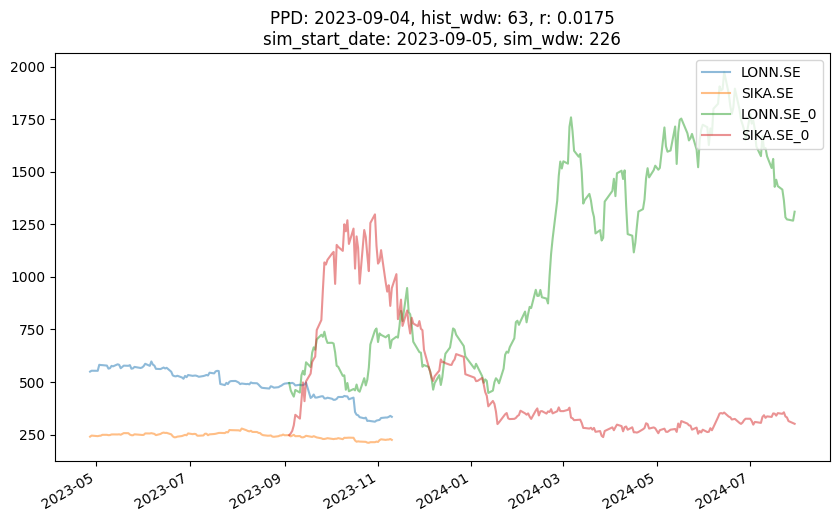 PPD: 2023-09-04, hist_wdw: 63, r: 0.0175
sim_start_date: 2023-09-05, sim_wdw: 226
2000
1750
1500
1250
1000
750
500
250
LONN.SE
SIKA.SE
LONN.SE_0
SIKA.SE_0
2023-05
2023-07
2023-09
2023-11
2024-01
2024-03
2024-05
2024-07